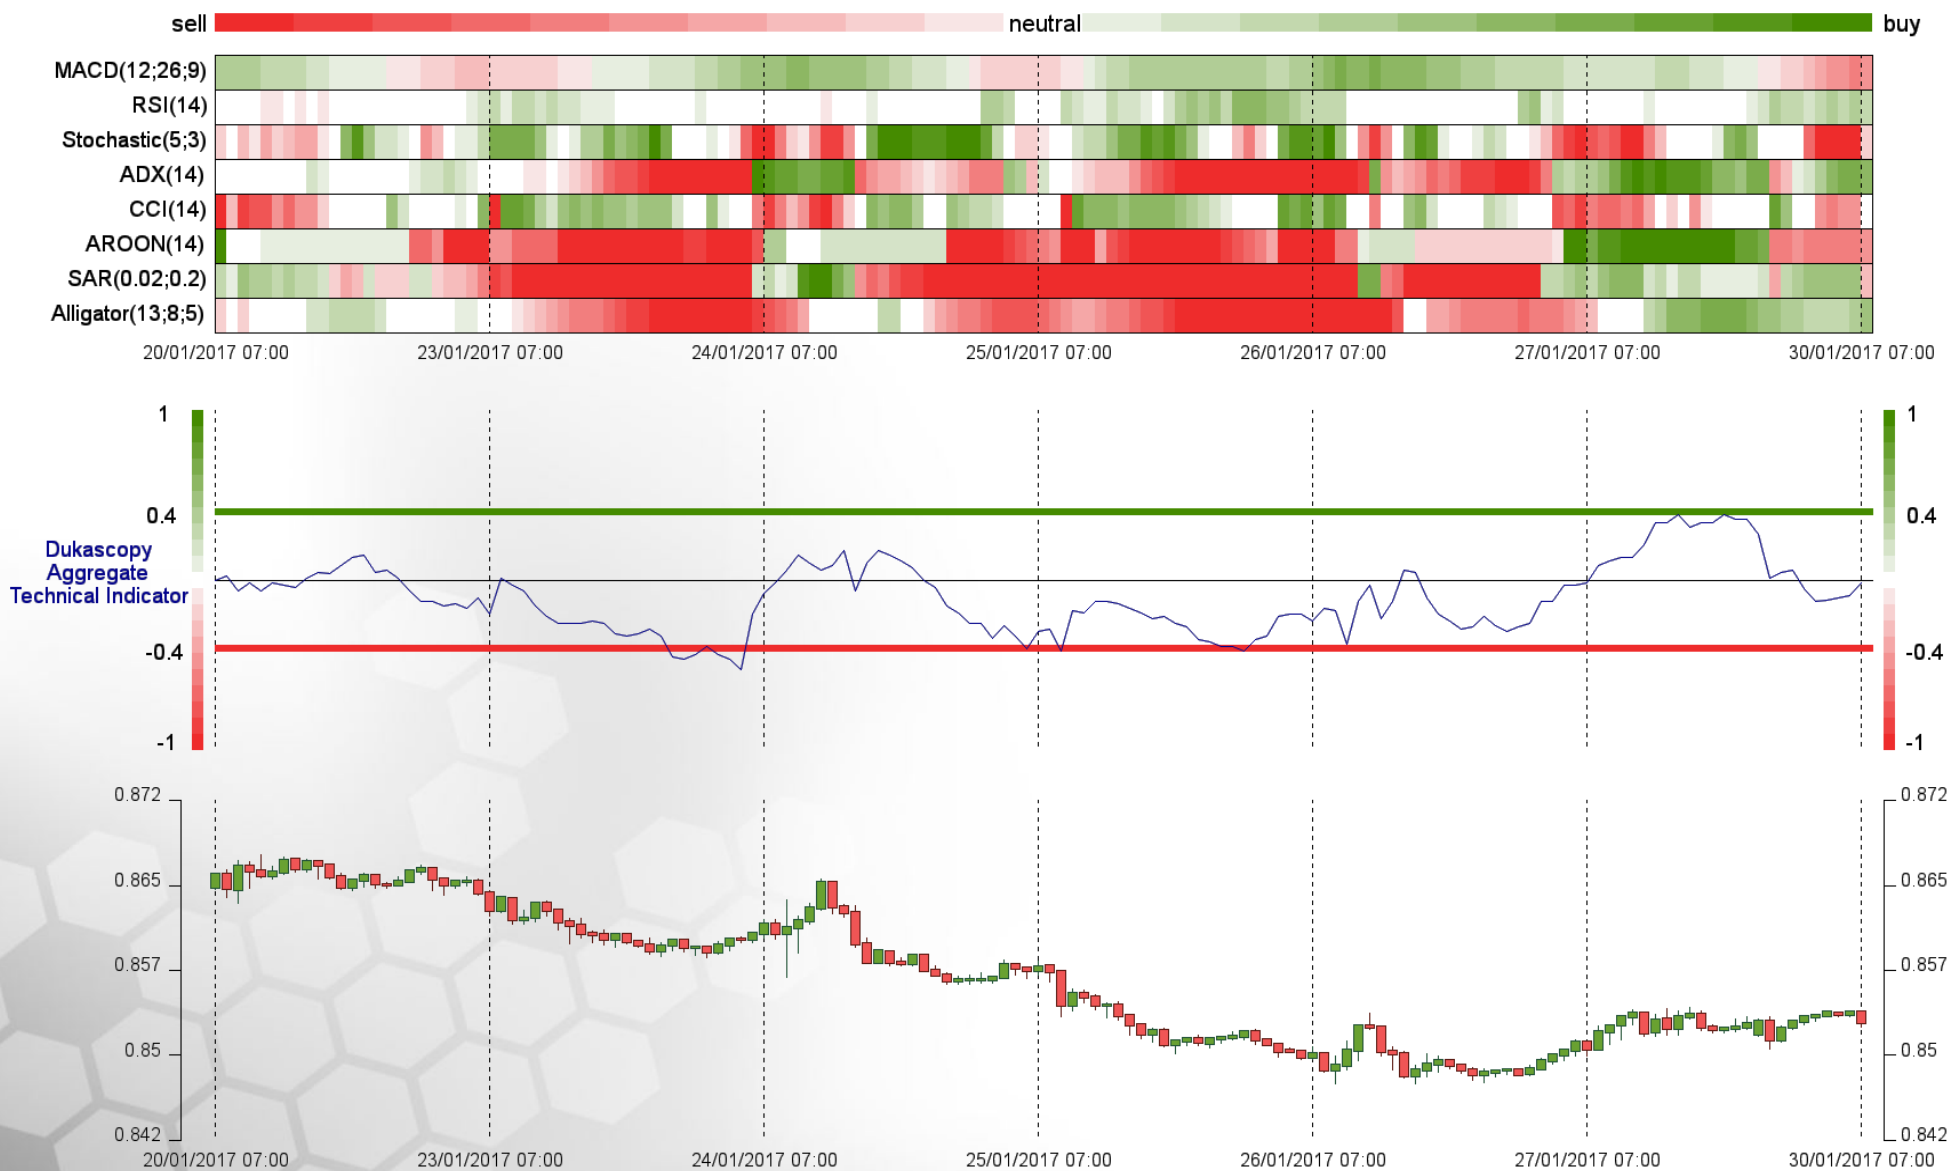 sell neutral buy
MACD(12;26;9)
RSI(14)
Stochastic(5;3)
ADX(14)
CCI(14)
AROON(14)
SAR(0.02;0.2)
Alligator(13;8;5)
20/01/2017 07:00 23/01/2017 07:00 24/01/2017 07:00 25/01/2017 07:00 26/01/2017 07:00 27/01/2017 07:00 30/01/2017 07:00
1 1
0.4 0.4
Dukascopy
Aggregate
Technical Indicator
-0.4 -0.4
-1 -1
0.872 0.872
0.865 0.865
0.857 0.857
0.85 0.85
0.842 0.842
20/01/2017 07:00 23/01/2017 07:00 24/01/2017 07:00 25/01/2017 07:00 26/01/2017 07:00 27/01/2017 07:00 30/01/2017 07:00